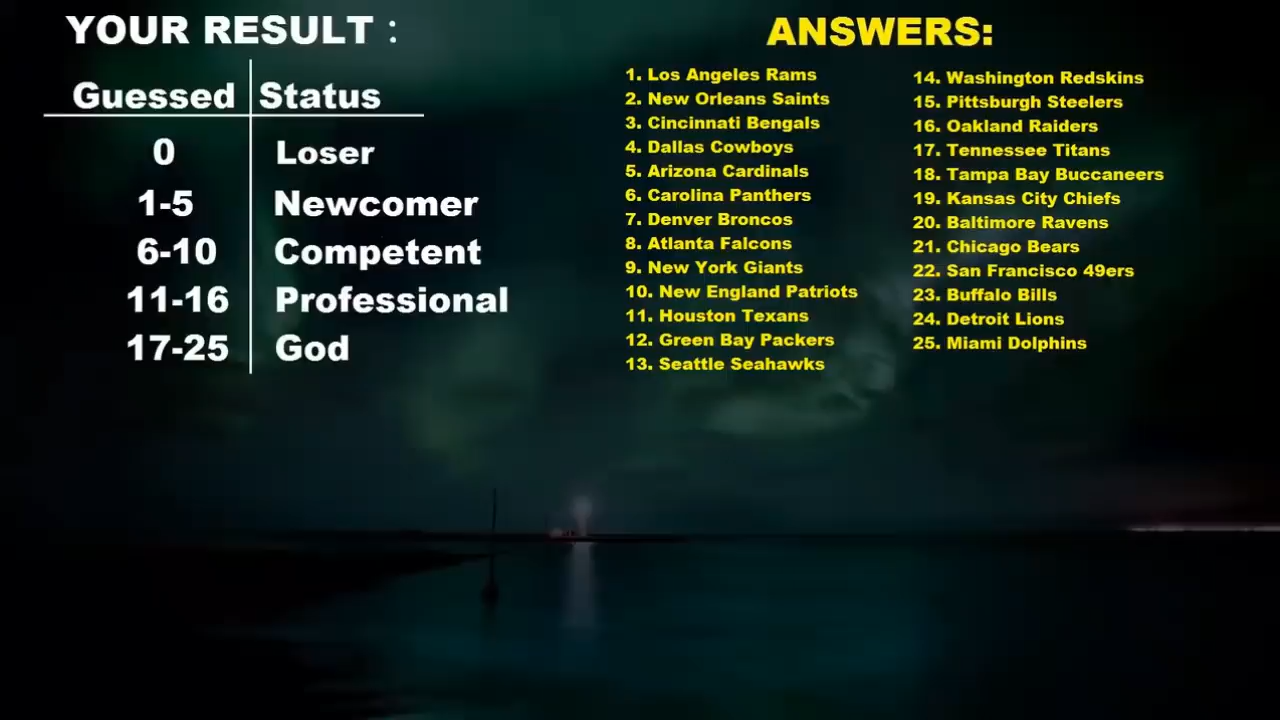 YOUR RESULT :
Guessed Status
0 Loser
1-5 Newcomer
6-10 Competent
11-16 Professional
17-25 God
ANSWERS:
1. Los Angeles Rams
2. New Orleans Saints
3. Cincinnati Bengals
4. Dallas Cowboys
5. Arizona Cardinals
6. Carolina Panthers
7. Denver Broncos
8. Atlanta Falcons
9. New York Giants
10. New England Patriots
11. Houston Texans
12. Green Bay Packers
13. Seattle Seahawks
14. Washington Redskins
15. Pittsburgh Steelers
16. Oakland Raiders
17. Tennessee Titans
18. Tampa Bay Buccaneers
19. Kansas City Chiefs
20. Baltimore Ravens
21. Chicago Bears
22. San Francisco 49ers
23. Buffalo Bills
24. Detroit Lions
25. Miami Dolphins